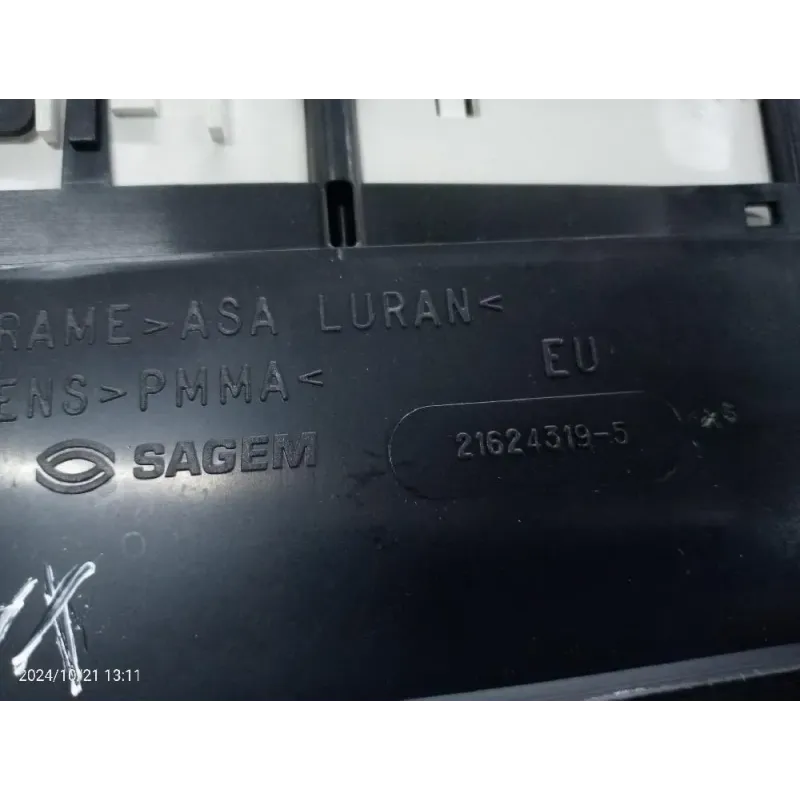 RAME>ASA LURAN<
ENS>PMMA<
EU
SAGEM
21624319-5
2024/10/21 13:11